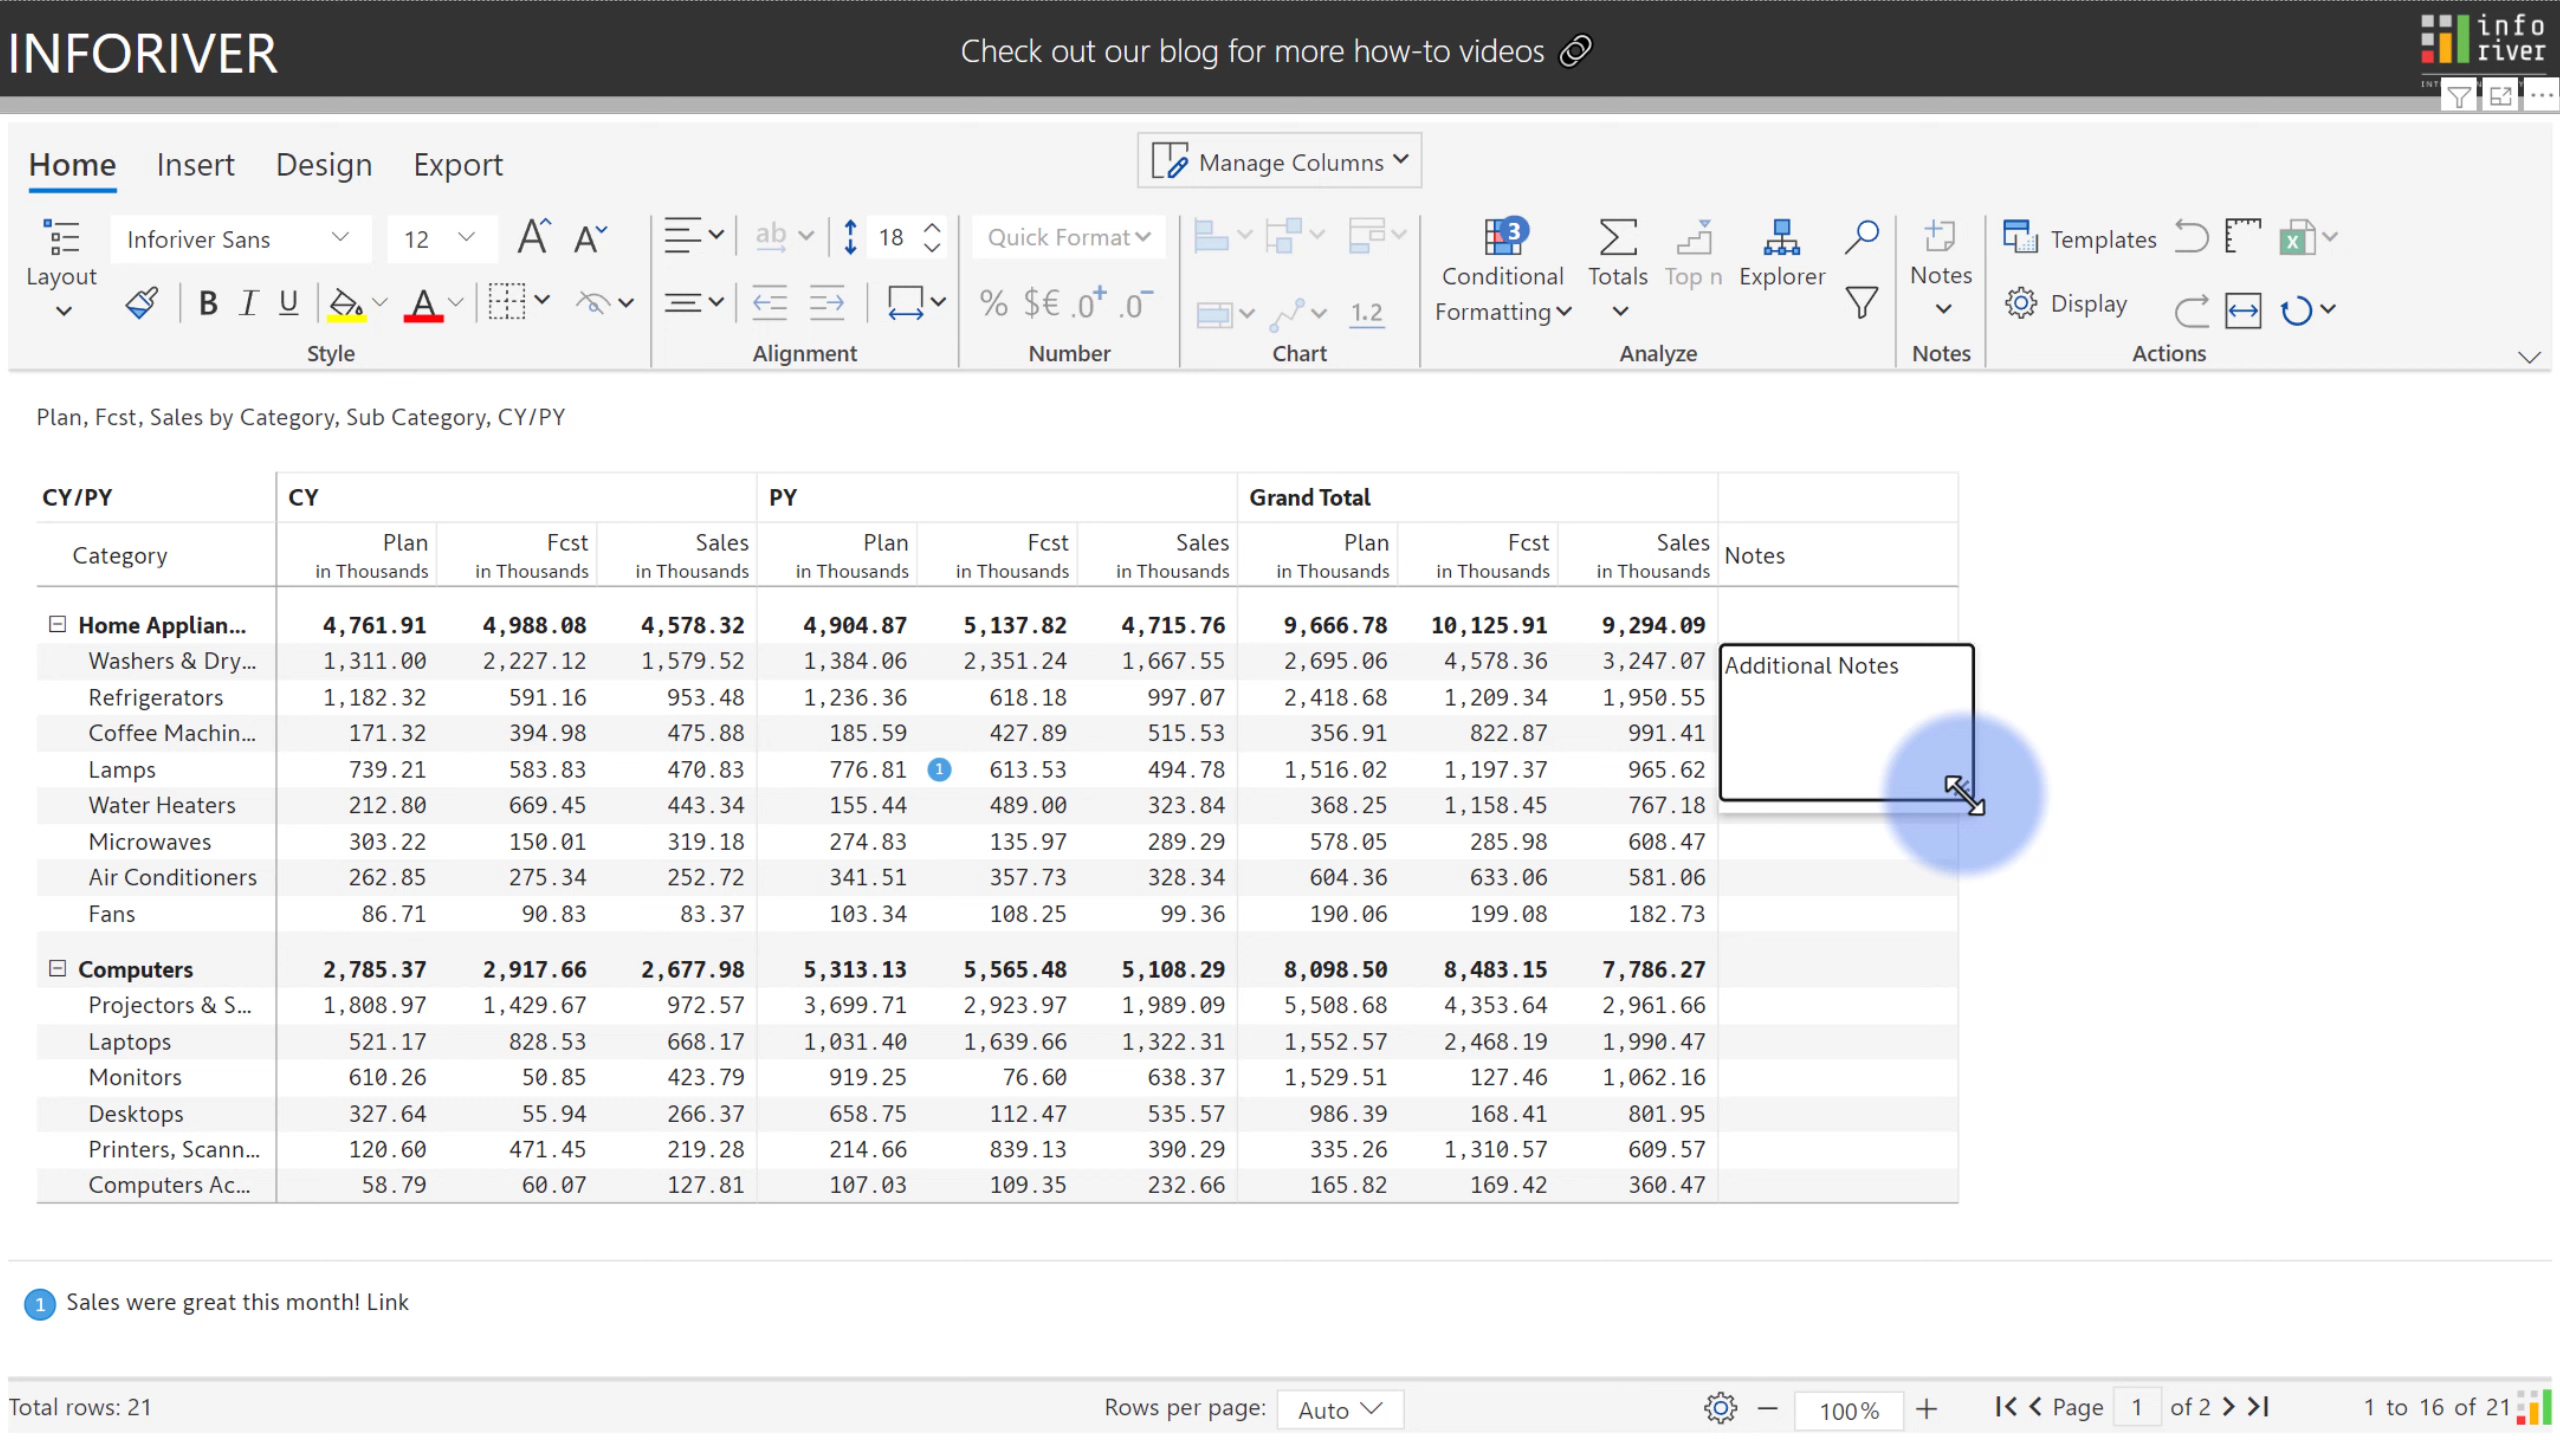 INFORIVER
Check out our blog for more how-to videos
info
river
Home Insert Design Export
Manage Columns
Layout
Inforiver Sans 12
B I U A
Style
ab 18
Alignment
Quick Format
% $€ .0+ .0-
Number
1.2
Chart
3
Conditional
Formatting
Totals Top n Explorer
Analyze
Notes
Notes
Templates
Display
Actions
Plan, Fcst, Sales by Category, Sub Category, CY/PY
CY/PY CY PY Grand Total
Category Plan Fcst Sales Plan Fcst Sales Plan Fcst Sales Notes
in Thousands in Thousands in Thousands in Thousands in Thousands in Thousands in Thousands in Thousands in Thousands
Home Applian... 4,761.91 4,988.08 4,578.32 4,904.87 5,137.82 4,715.76 9,666.78 10,125.91 9,294.09
Washers & Dry... 1,311.00 2,227.12 1,579.52 1,384.06 2,351.24 1,667.55 2,695.06 4,578.36 3,247.07 Additional Notes
Refrigerators 1,182.32 591.16 953.48 1,236.36 618.18 997.07 2,418.68 1,209.34 1,950.55
Coffee Machin... 171.32 394.98 475.88 185.59 427.89 515.53 356.91 822.87 991.41
Lamps 739.21 583.83 470.83 776.81 1 613.53 494.78 1,516.02 1,197.37 965.62
Water Heaters 212.80 669.45 443.34 155.44 489.00 323.84 368.25 1,158.45 767.18
Microwaves 303.22 150.01 319.18 274.83 135.97 289.29 578.05 285.98 608.47
Air Conditioners 262.85 275.34 252.72 341.51 357.73 328.34 604.36 633.06 581.06
Fans 86.71 90.83 83.37 103.34 108.25 99.36 190.06 199.08 182.73
Computers 2,785.37 2,917.66 2,677.98 5,313.13 5,565.48 5,108.29 8,098.50 8,483.15 7,786.27
Projectors & S... 1,808.97 1,429.67 972.57 3,699.71 2,923.97 1,989.09 5,508.68 4,353.64 2,961.66
Laptops 521.17 828.53 668.17 1,031.40 1,639.66 1,322.31 1,552.57 2,468.19 1,990.47
Monitors 610.26 50.85 423.79 919.25 76.60 638.37 1,529.51 127.46 1,062.16
Desktops 327.64 55.94 266.37 658.75 112.47 535.57 986.39 168.41 801.95
Printers, Scann... 120.60 471.45 219.28 214.66 839.13 390.29 335.26 1,310.57 609.57
Computers Ac... 58.79 60.07 127.81 107.03 109.35 232.66 165.82 169.42 360.47
1 Sales were great this month! Link
Total rows: 21 Rows per page: Auto 100% Page 1 of 2 1 to 16 of 21